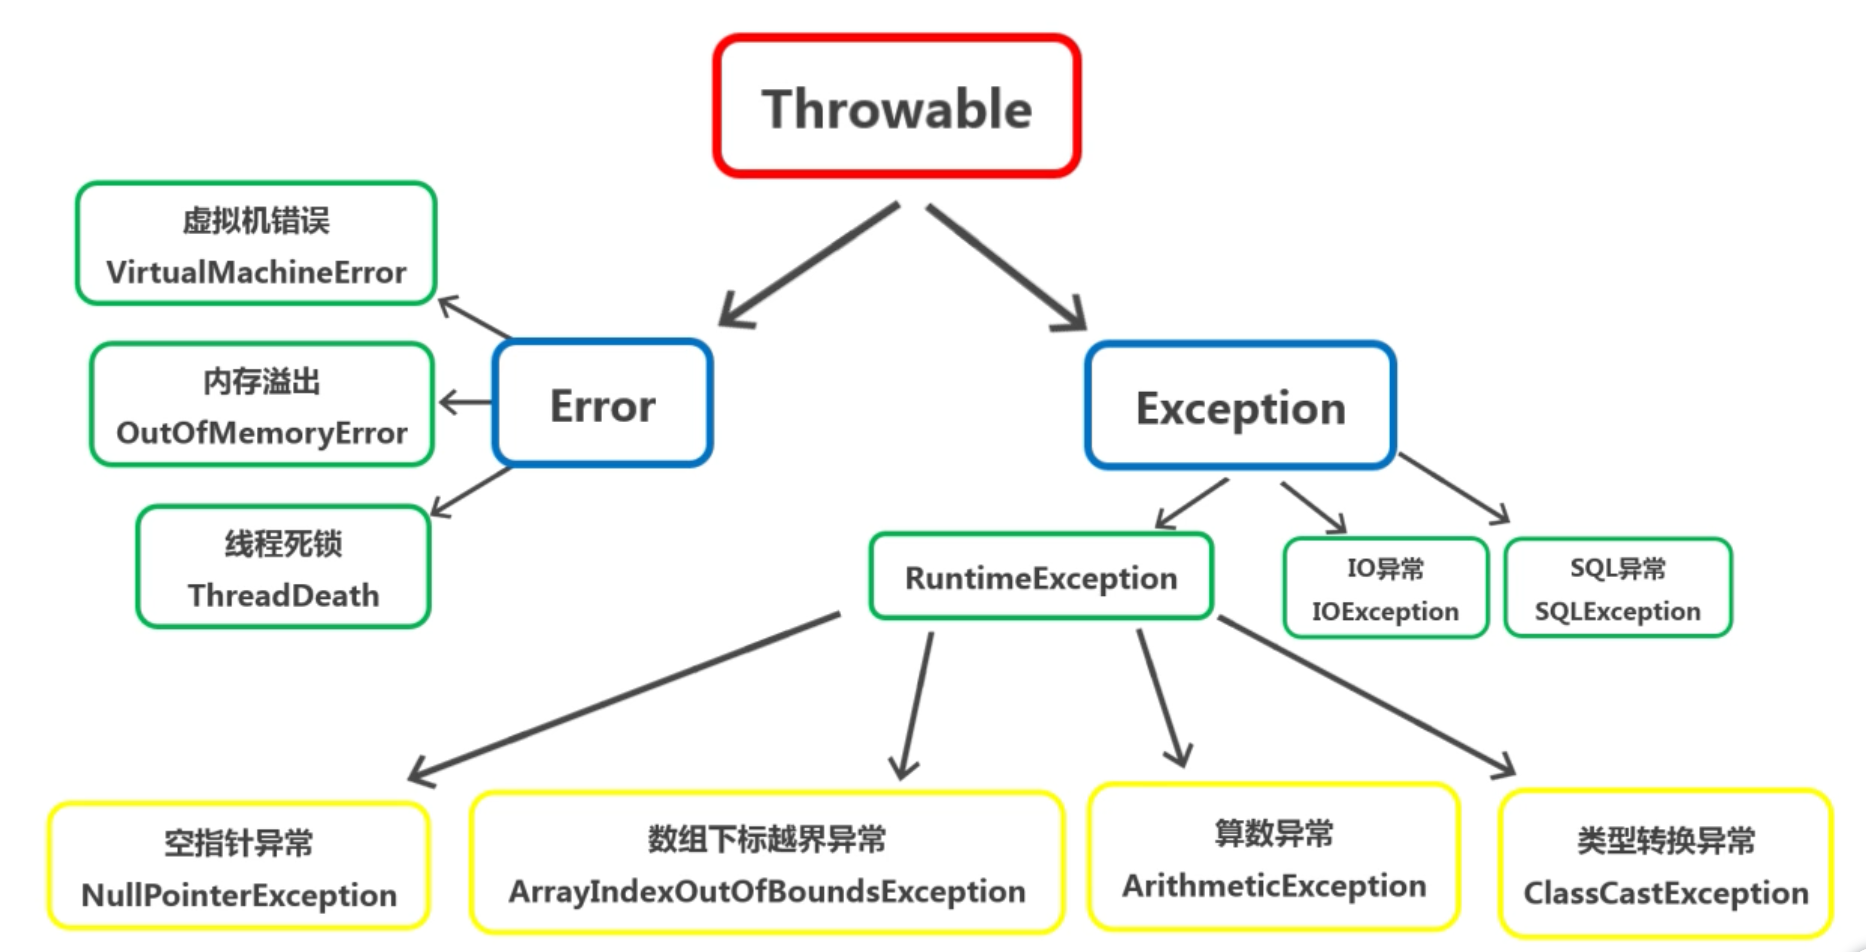 Throwable
虚拟机错误
VirtualMachineError
内存溢出
OutOfMemoryError
Error
Exception
线程死锁
ThreadDeath
RuntimeException
IO异常
IOException
SQL异常
SQLException
空指针异常
NullPointerException
数组下标越界异常
ArrayIndexOutOfBoundsException
算数异常
ArithmeticException
类型转换异常
ClassCastException